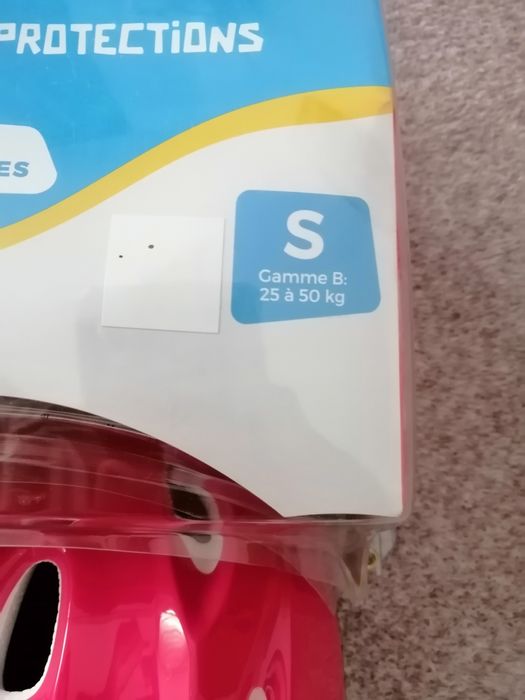 PROTECTIONS
ES
S
Gamme B:
25 à 50 kg